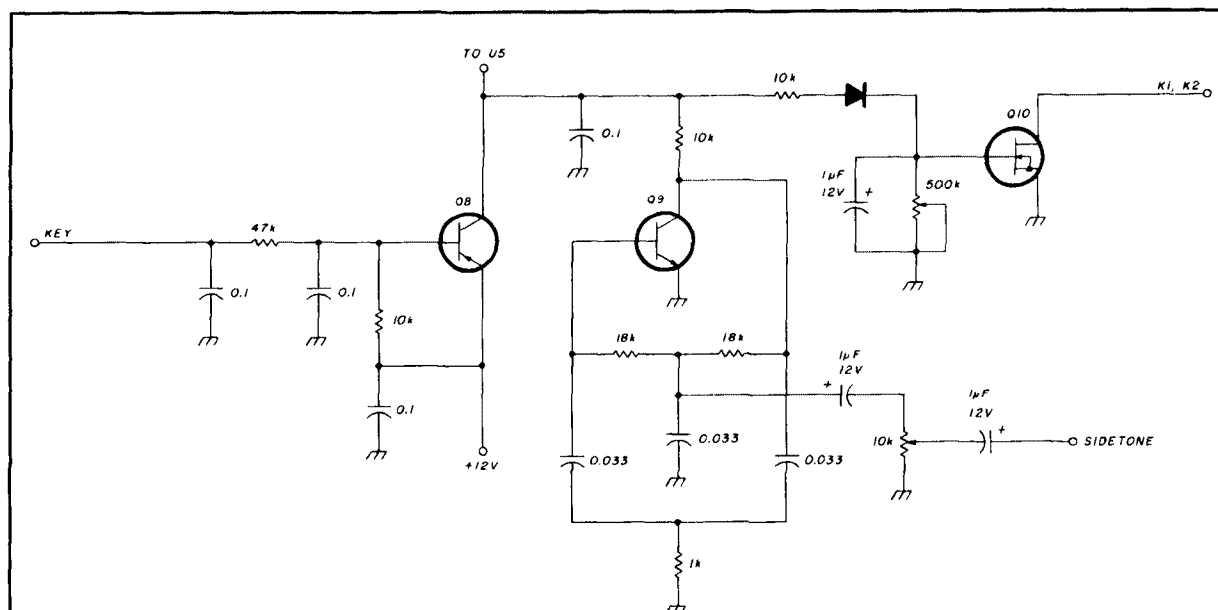 TO U5
10k
K1, K2
Q10
0.1
10k
1µF
12V
+
500k
Q8
Q9
KEY
47k
0.1
0.1
10k
18k
18k
1µF
12V
+
1µF
12V
+
0.1
0.033
10k
SIDETONE
+12V
0.033
0.033
1k